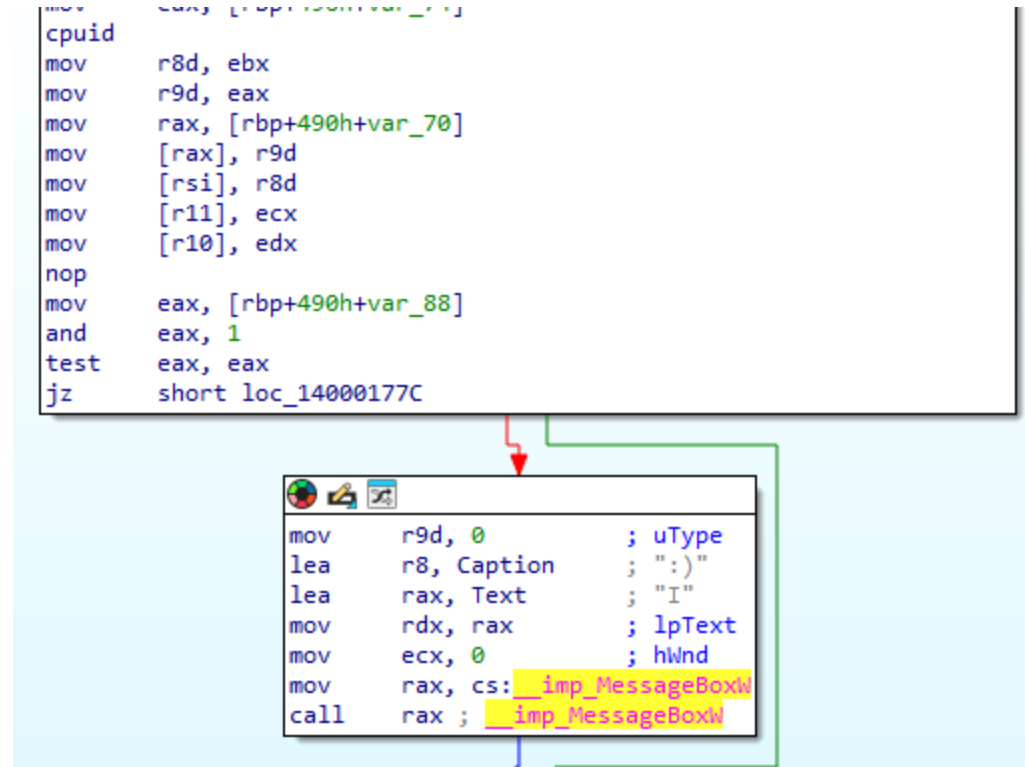 cpuid
mov r8d, ebx
mov r9d, eax
mov rax, [rbp+490h+var_70]
mov [rax], r9d
mov [rsi], r8d
mov [r11], ecx
mov [r10], edx
nop
mov eax, [rbp+490h+var_88]
and eax, 1
test eax, eax
jz short loc_14000177C
mov r9d, 0 ; uType
lea r8, Caption ; ":)"
lea rax, Text ; "I"
mov rdx, rax ; lpText
mov ecx, 0 ; hWnd
mov rax, cs:__imp_MessageBoxW
call rax ; __imp_MessageBoxW